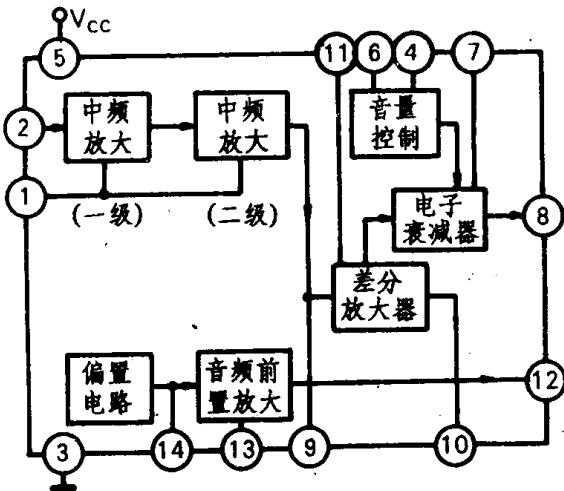 VCC
5
11
6
4
7
2
中频
放大
中频
放大
音量
控制
1
(一级)
(二级)
电子
衰减器
8
差分
放大器
偏置
电路
音频前
置放大
12
3
14
13
9
10